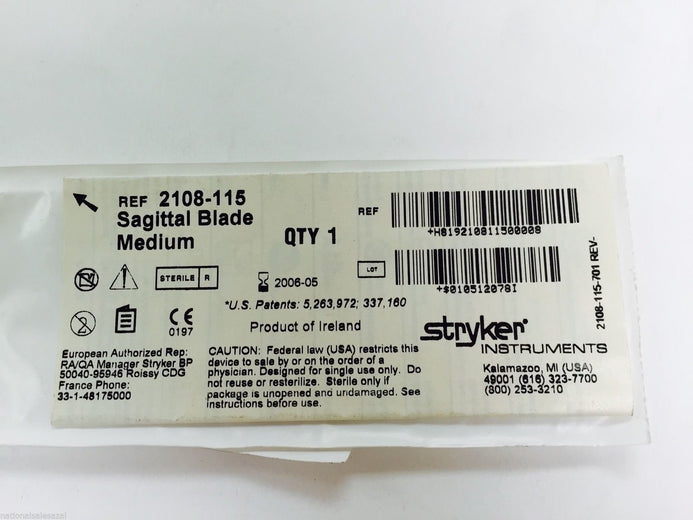 REF 2108-115
Sagittal Blade
Medium
QTY 1
REF
+H819210811500008
LOT
+$010512078I
STERILE R
2006-05
*U.S. Patents: 5,263,972; 337,160
0197
Product of Ireland
European Authorized Rep:
RA/QA Manager Stryker BP
50040-95946 Roissy CDG
France Phone:
33-1-48175000
CAUTION: Federal law (USA) restricts this
device to sale by or on the order of a
physician. Designed for single use only. Do
not reuse or resterilize. Sterile only if
package is unopened and undamaged. See
instructions before use.
stryker®
INSTRUMENTS
Kalamazoo, MI (USA)
49001 (616) 323-7700
(800) 253-3210
2108-115-701 REV-
nationalsalesazai